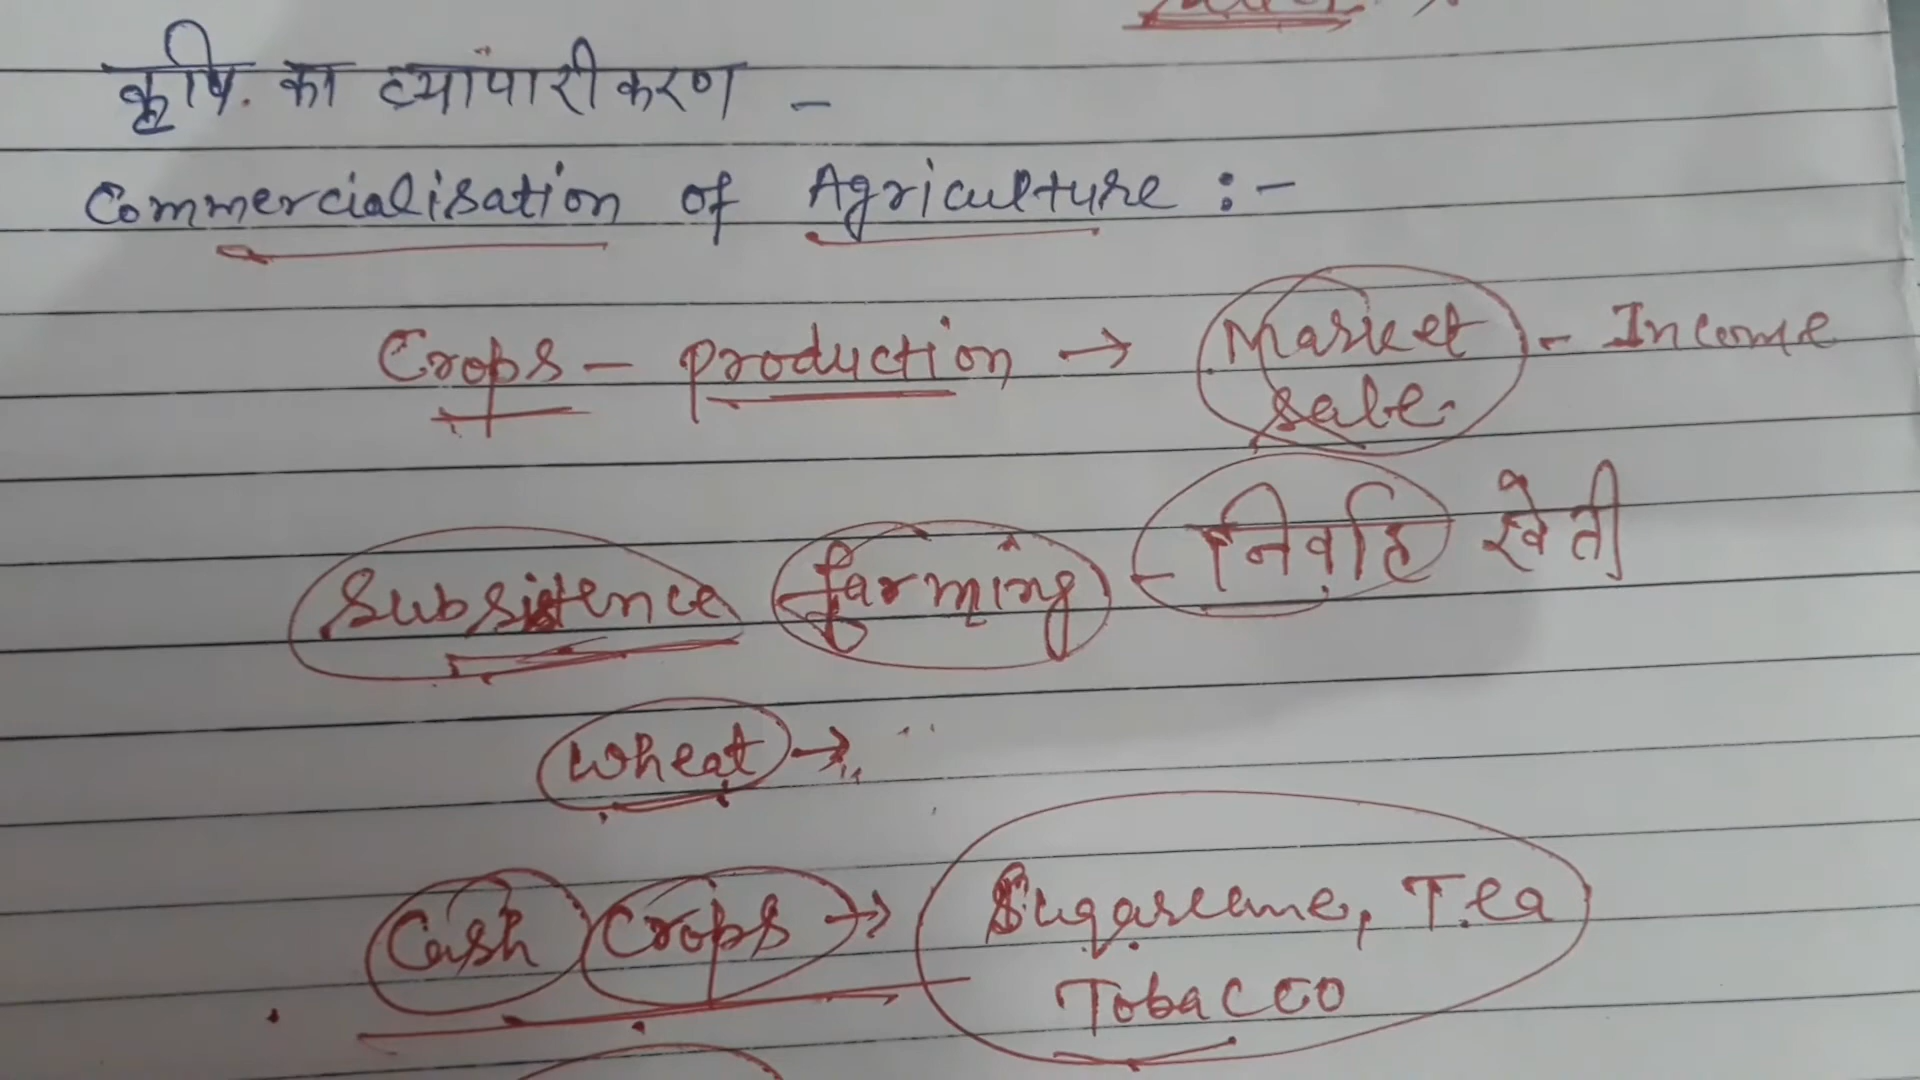 कृषि का व्यापारीकरण -
Commercialisation of Agriculture :-
Crops - production → Market - Income
sale
Subsistence farming - निर्वाह खेती
Wheat →
Cash Crops → Sugarcane, Tea
Tobacco